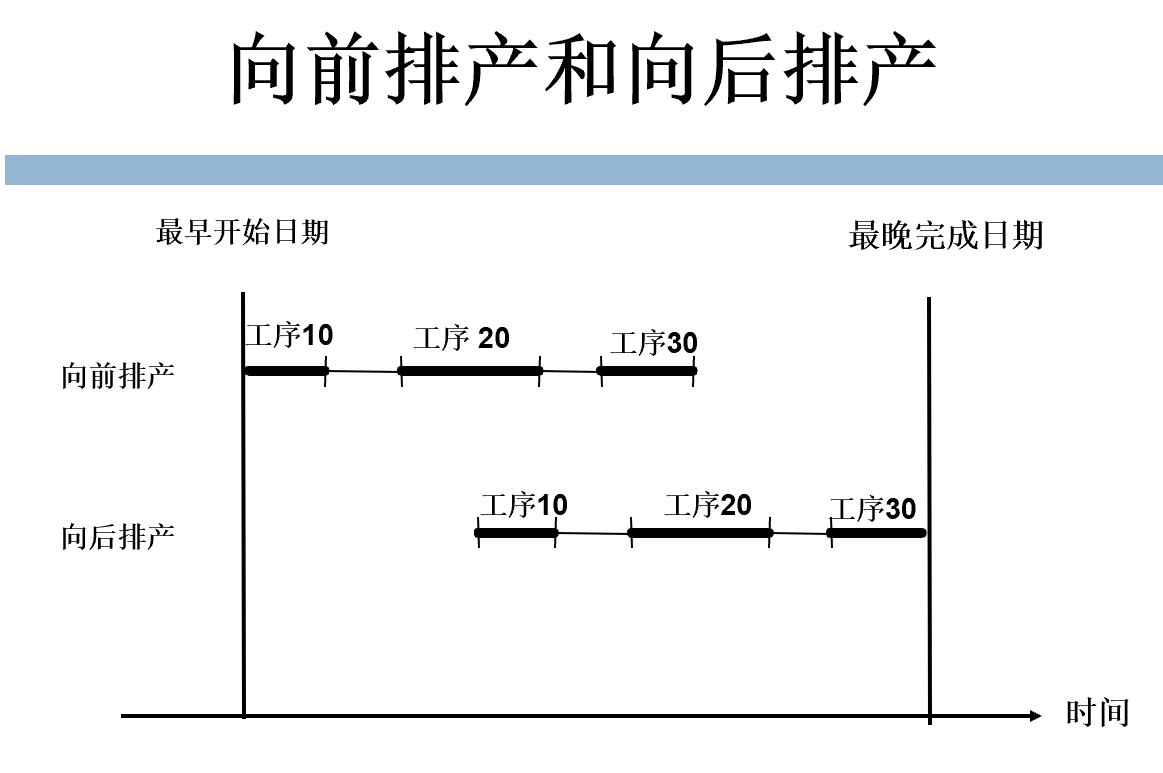 向前排产和向后排产
最早开始日期
最晚完成日期
工序10
工序 20
工序30
向前排产
工序10
工序20
工序30
向后排产
时间